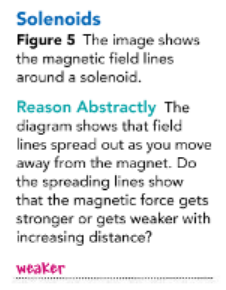 Solenoids
Figure 5 The image shows
the magnetic field lines
around a solenoid.
Reason Abstractly The
diagram shows that field
lines spread out as you move
away from the magnet. Do
the spreading lines show
that the magnetic force gets
stronger or gets weaker with
increasing distance?
weaker